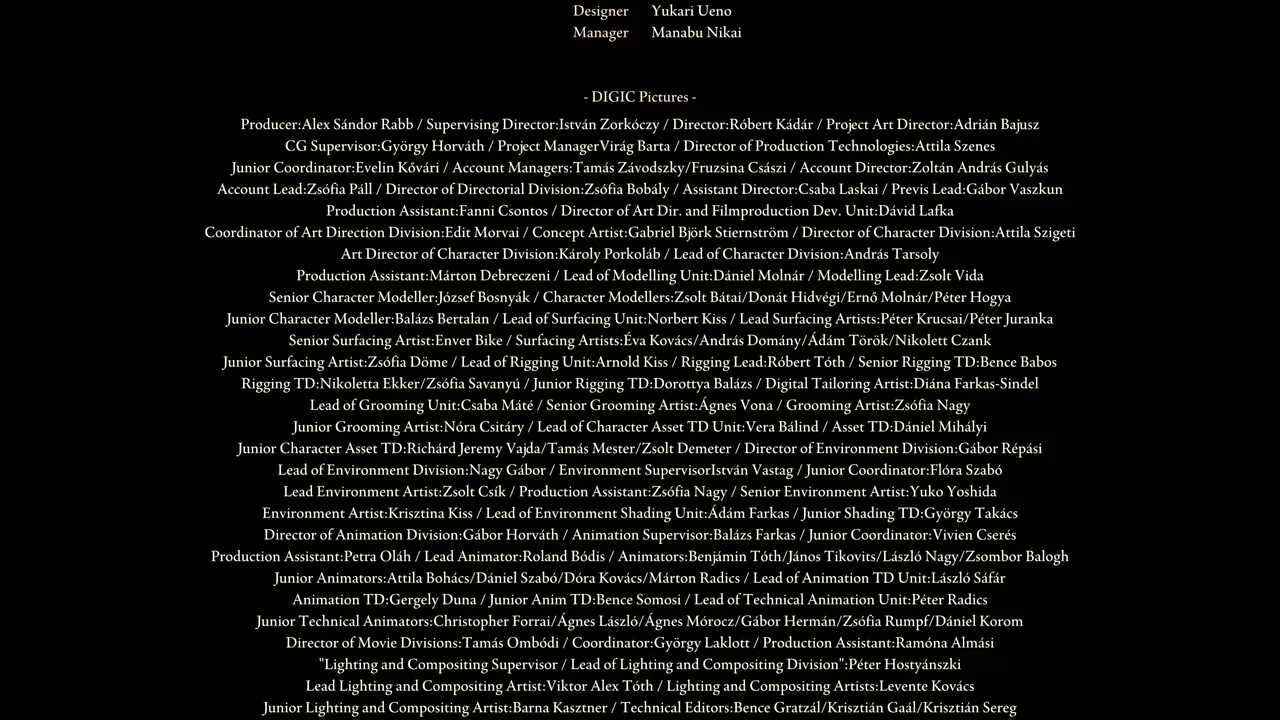 Designer Yukari Ueno
Manager Manabu Nikai
- DIGIC Pictures -
Producer:Alex Sándor Rabb / Supervising Director:István Zorkóczy / Director:Róbert Kádár / Project Art Director:Adrián Bajusz
CG Supervisor:György Horváth / Project ManagerVirág Barta / Director of Production Technologies:Attila Szenes
Junior Coordinator:Evelin Kővári / Account Managers:Tamás Závodszky/Fruzsina Császi / Account Director:Zoltán András Gulyás
Account Lead:Zsófia Páll / Director of Directorial Division:Zsófia Bobály / Assistant Director:Csaba Laskai / Previs Lead:Gábor Vaszkun
Production Assistant:Fanni Csontos / Director of Art Dir. and Filmproduction Dev. Unit:Dávid Lafka
Coordinator of Art Direction Division:Edit Morvai / Concept Artist:Gabriel Björk Stiernström / Director of Character Division:Attila Szigeti
Art Director of Character Division:Károly Porkoláb / Lead of Character Division:András Tarsoly
Production Assistant:Márton Debreczeni / Lead of Modelling Unit:Dániel Molnár / Modelling Lead:Zsolt Vida
Senior Character Modeller:József Bosnyák / Character Modellers:Zsolt Bátai/Donát Hidvégi/Ernő Molnár/Péter Hogya
Junior Character Modeller:Balázs Bertalan / Lead of Surfacing Unit:Norbert Kiss / Lead Surfacing Artists:Péter Krucsai/Péter Juranka
Senior Surfacing Artist:Enver Bike / Surfacing Artists:Éva Kovács/András Domány/Ádám Török/Nikolett Czank
Junior Surfacing Artist:Zsófia Döme / Lead of Rigging Unit:Arnold Kiss / Rigging Lead:Róbert Tóth / Senior Rigging TD:Bence Babos
Rigging TD:Nikoletta Ekker/Zsófia Savanyú / Junior Rigging TD:Dorottya Balázs / Digital Tailoring Artist:Diána Farkas-Sindel
Lead of Grooming Unit:Csaba Máté / Senior Grooming Artist:Ágnes Vona / Grooming Artist:Zsófia Nagy
Junior Grooming Artist:Nóra Csitáry / Lead of Character Asset TD Unit:Vera Bálind / Asset TD:Dániel Mihályi
Junior Character Asset TD:Richárd Jeremy Vajda/Tamás Mester/Zsolt Demeter / Director of Environment Division:Gábor Répási
Lead of Environment Division:Nagy Gábor / Environment SupervisorIstván Vastag / Junior Coordinator:Flóra Szabó
Lead Environment Artist:Zsolt Csík / Production Assistant:Zsófia Nagy / Senior Environment Artist:Yuko Yoshida
Environment Artist:Krisztina Kiss / Lead of Environment Shading Unit:Ádám Farkas / Junior Shading TD:György Takács
Director of Animation Division:Gábor Horváth / Animation Supervisor:Balázs Farkas / Junior Coordinator:Vivien Cserés
Production Assistant:Petra Oláh / Lead Animator:Roland Bódis / Animators:Benjámin Tóth/János Tikovits/László Nagy/Zsombor Balogh
Junior Animators:Attila Bohács/Dániel Szabó/Dóra Kovács/Márton Radics / Lead of Animation TD Unit:László Sáfár
Animation TD:Gergely Duna / Junior Anim TD:Bence Somosi / Lead of Technical Animation Unit:Péter Radics
Junior Technical Animators:Christopher Forrai/Ágnes László/Ágnes Mórocz/Gábor Hermán/Zsófia Rumpf/Dániel Korom
Director of Movie Divisions:Tamás Ombódi / Coordinator:György Laklott / Production Assistant:Ramóna Almási
"Lighting and Compositing Supervisor / Lead of Lighting and Compositing Division":Péter Hostyánszki
Lead Lighting and Compositing Artist:Viktor Alex Tóth / Lighting and Compositing Artists:Levente Kovács
Junior Lighting and Compositing Artist:Barna Kasztner / Technical Editors:Bence Gratzál/Krisztián Gaál/Krisztián Sereg